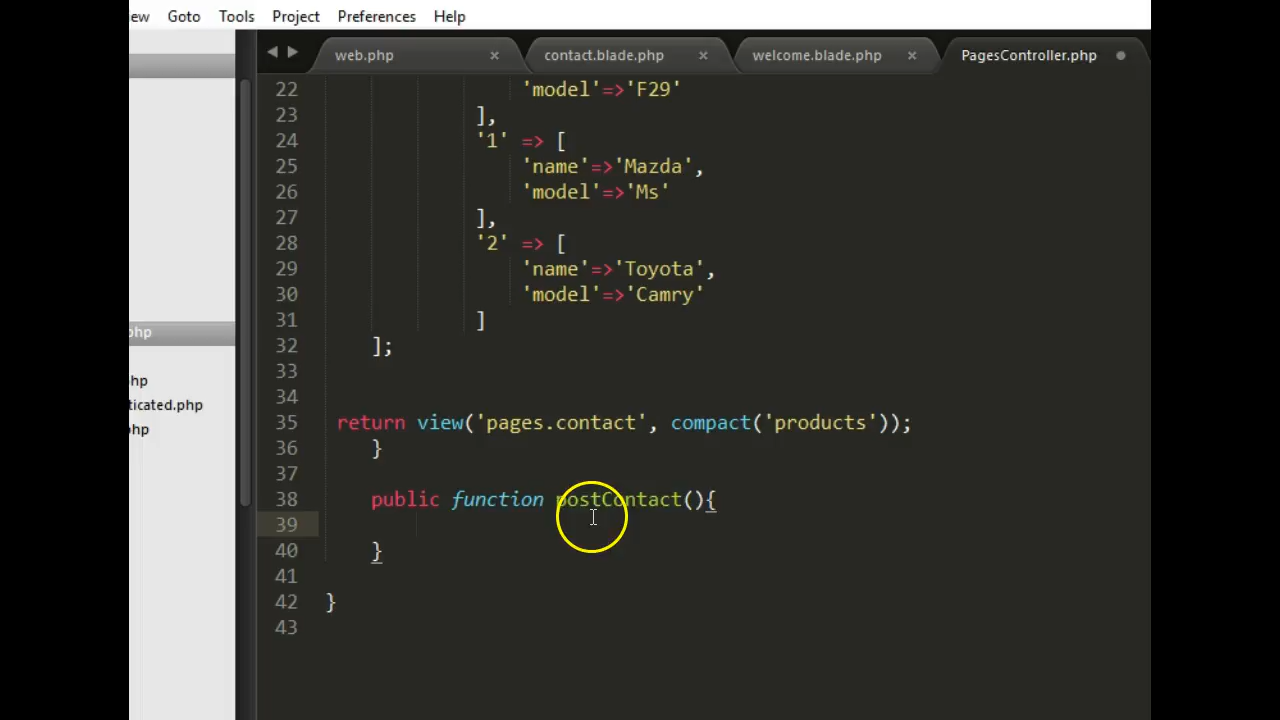 ew Goto Tools Project Preferences Help
web.php × contact.blade.php × welcome.blade.php × PagesController.php
22 'model'=>'F29'
23 ],
24 '1' => [
25 'name'=>'Mazda',
26 'model'=>'Ms'
27 ],
28 '2' => [
29 'name'=>'Toyota',
30 'model'=>'Camry'
31 ]
32 ];
33
34
35 return view('pages.contact', compact('products'));
36 }
37
38 public function postContact(){
39
40 }
41
42 }
43
php
hp
ticated.php
hp